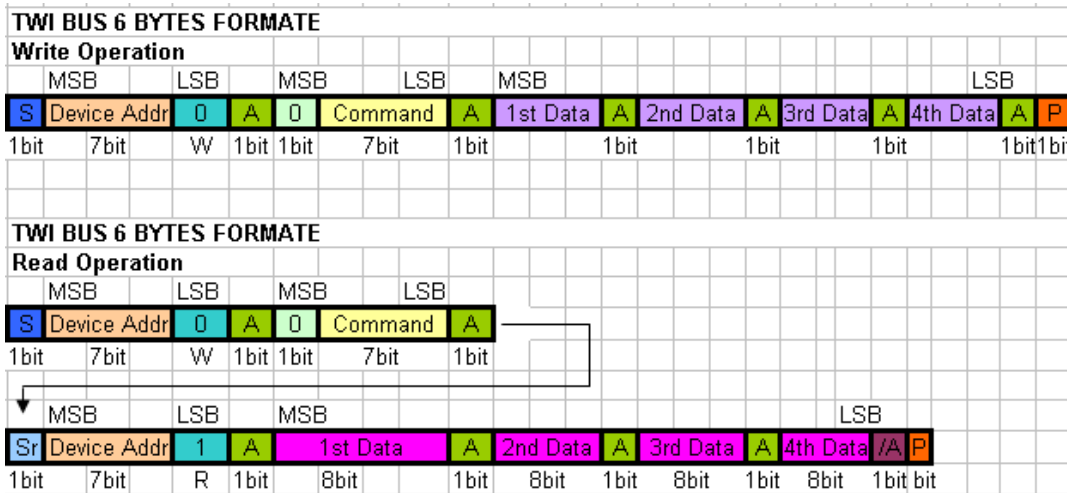 TWI BUS 6 BYTES FORMATE
Write Operation
MSB LSB MSB LSB MSB LSB
S Device Addr 0 A 0 Command A 1st Data A 2nd Data A 3rd Data A 4th Data A P
1bit 7bit W 1bit 1bit 7bit 1bit 1bit 1bit 1bit 1bit 1bi
TWI BUS 6 BYTES FORMATE
Read Operation
MSB LSB MSB LSB
S Device Addr 0 A 0 Command A
1bit 7bit W 1bit 1bit 7bit 1bit
MSB LSB MSB LSB
Sr Device Addr 1 A 1st Data A 2nd Data A 3rd Data A 4th Data /A P
1bit 7bit R 1bit 8bit 1bit 8bit 1bit 8bit 1bit 8bit 1bit bit